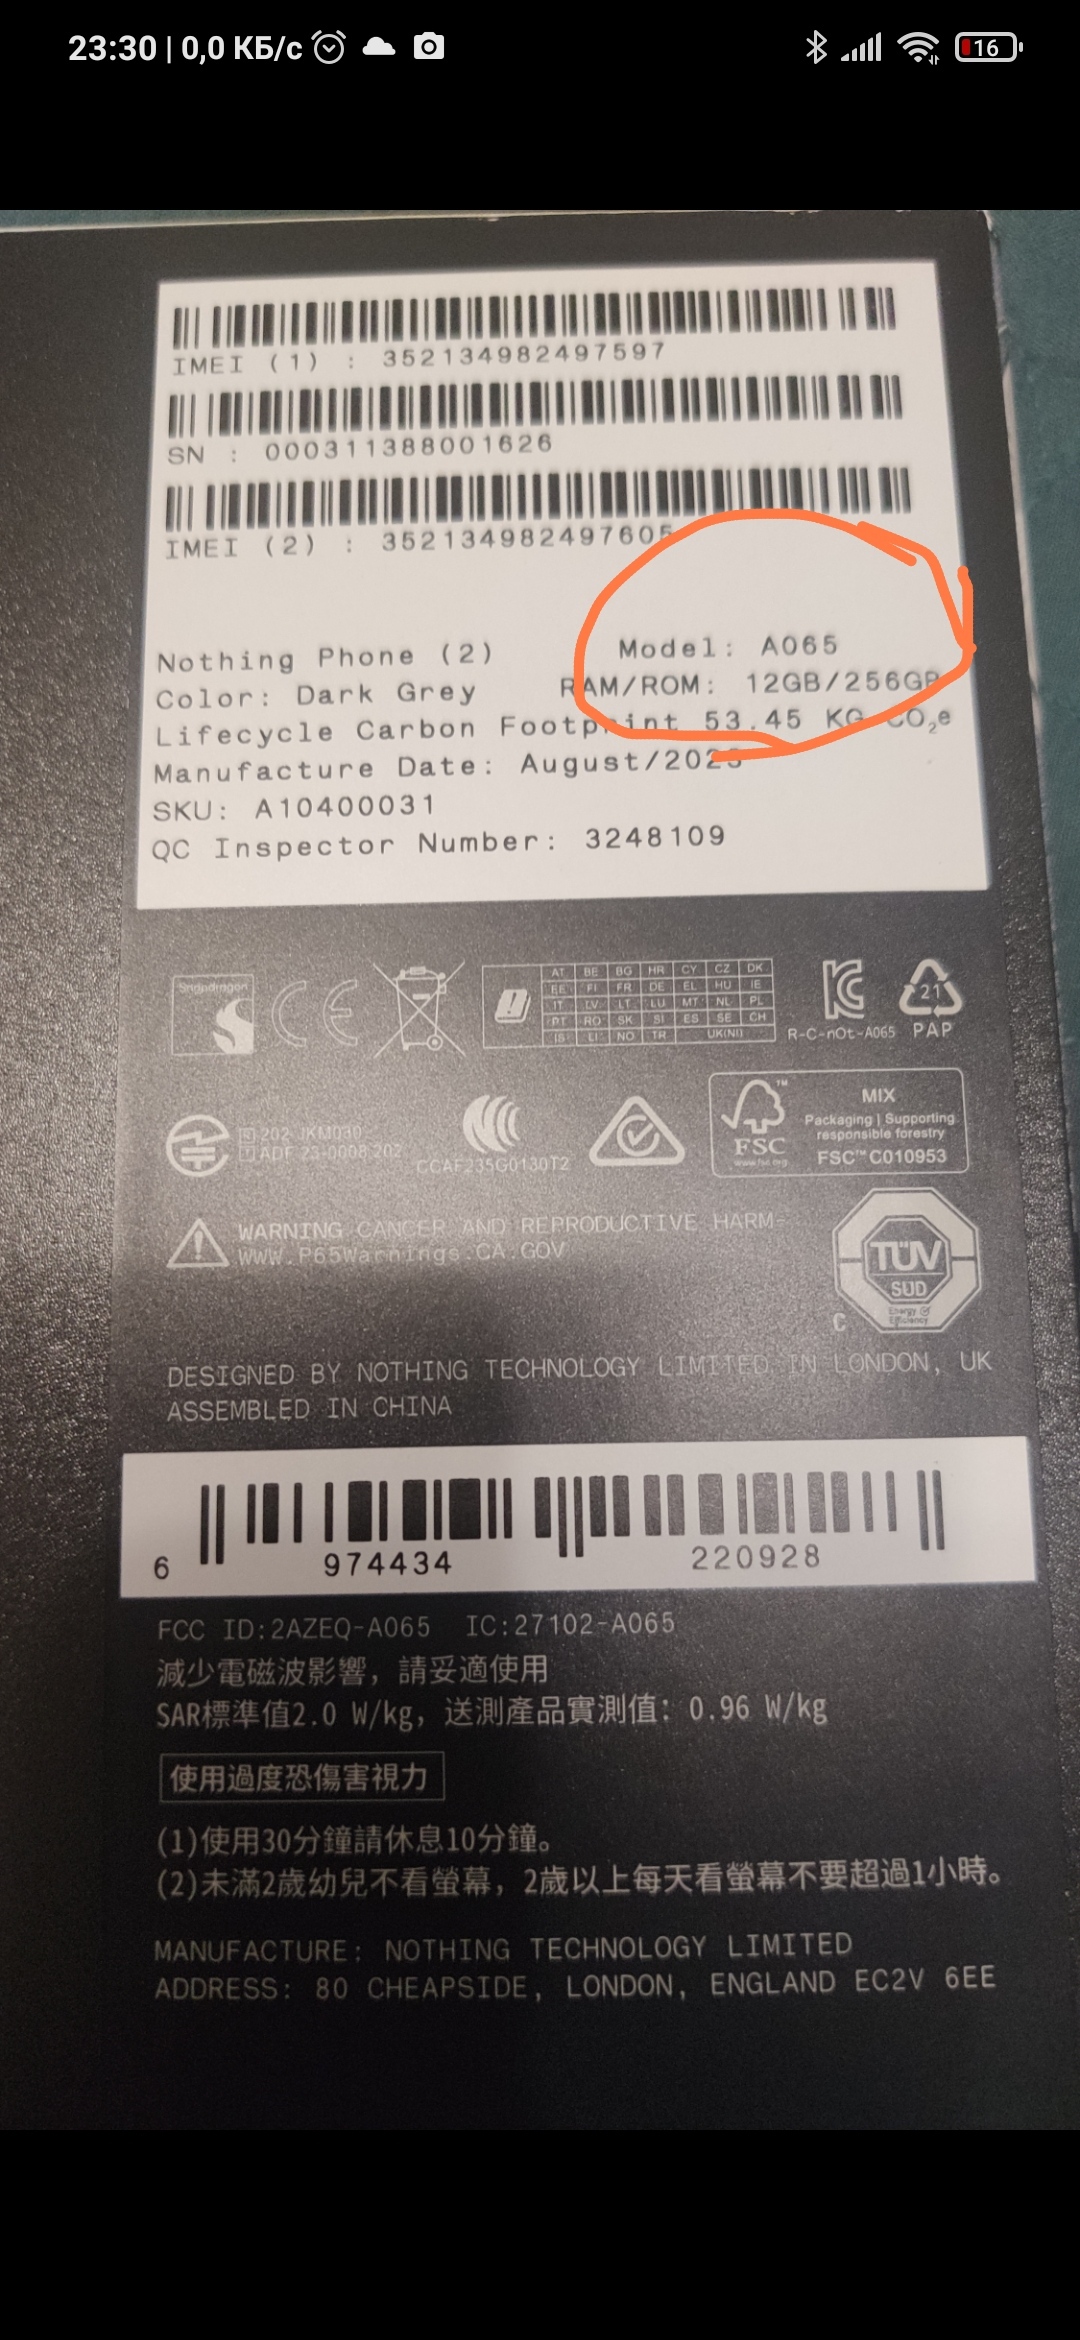 23:30 | 0,0 КБ/с
16
IMEI (1) : 352134982497597
SN : 000311388001626
IMEI (2) : 352134982497605
Nothing Phone (2) Model: A065
Color: Dark Grey RAM/ROM: 12GB/256GB
Lifecycle Carbon Footprint 53.45 KG CO₂e
Manufacture Date: August/2023
SKU: A10400031
QC Inspector Number: 3248109
Snapdragon
CE
AT BE BG HR CY CZ DK
EE FI FR DE EL HU IE
IT LV LT LU MT NL PL
PT RO SK SI ES SE CH
IS LI NO TR UK(NI)
R-C-nOt-A065
21
PAP
CCAF235G0130T2
FSC™
www.fsc.org
MIX
Packaging | Supporting
responsible forestry
FSC™ C010953
WARNING CANCER AND REPRODUCTIVE HARM-
WWW.P65Warnings.CA.GOV
TÜV
SÜD
Energy
Efficiency
C
DESIGNED BY NOTHING TECHNOLOGY LIMITED IN LONDON, UK
ASSEMBLED IN CHINA
6 974434 220928
FCC ID:2AZEQ-A065 IC:27102-A065
減少電磁波影響，請妥適使用
SAR標準值2.0 W/kg，送測產品實測值：0.96 W/kg
使用過度恐傷害視力
(1)使用30分鐘請休息10分鐘。
(2)未滿2歲幼兒不看螢幕，2歲以上每天看螢幕不要超過1小時。
MANUFACTURE: NOTHING TECHNOLOGY LIMITED
ADDRESS: 80 CHEAPSIDE, LONDON, ENGLAND EC2V 6EE